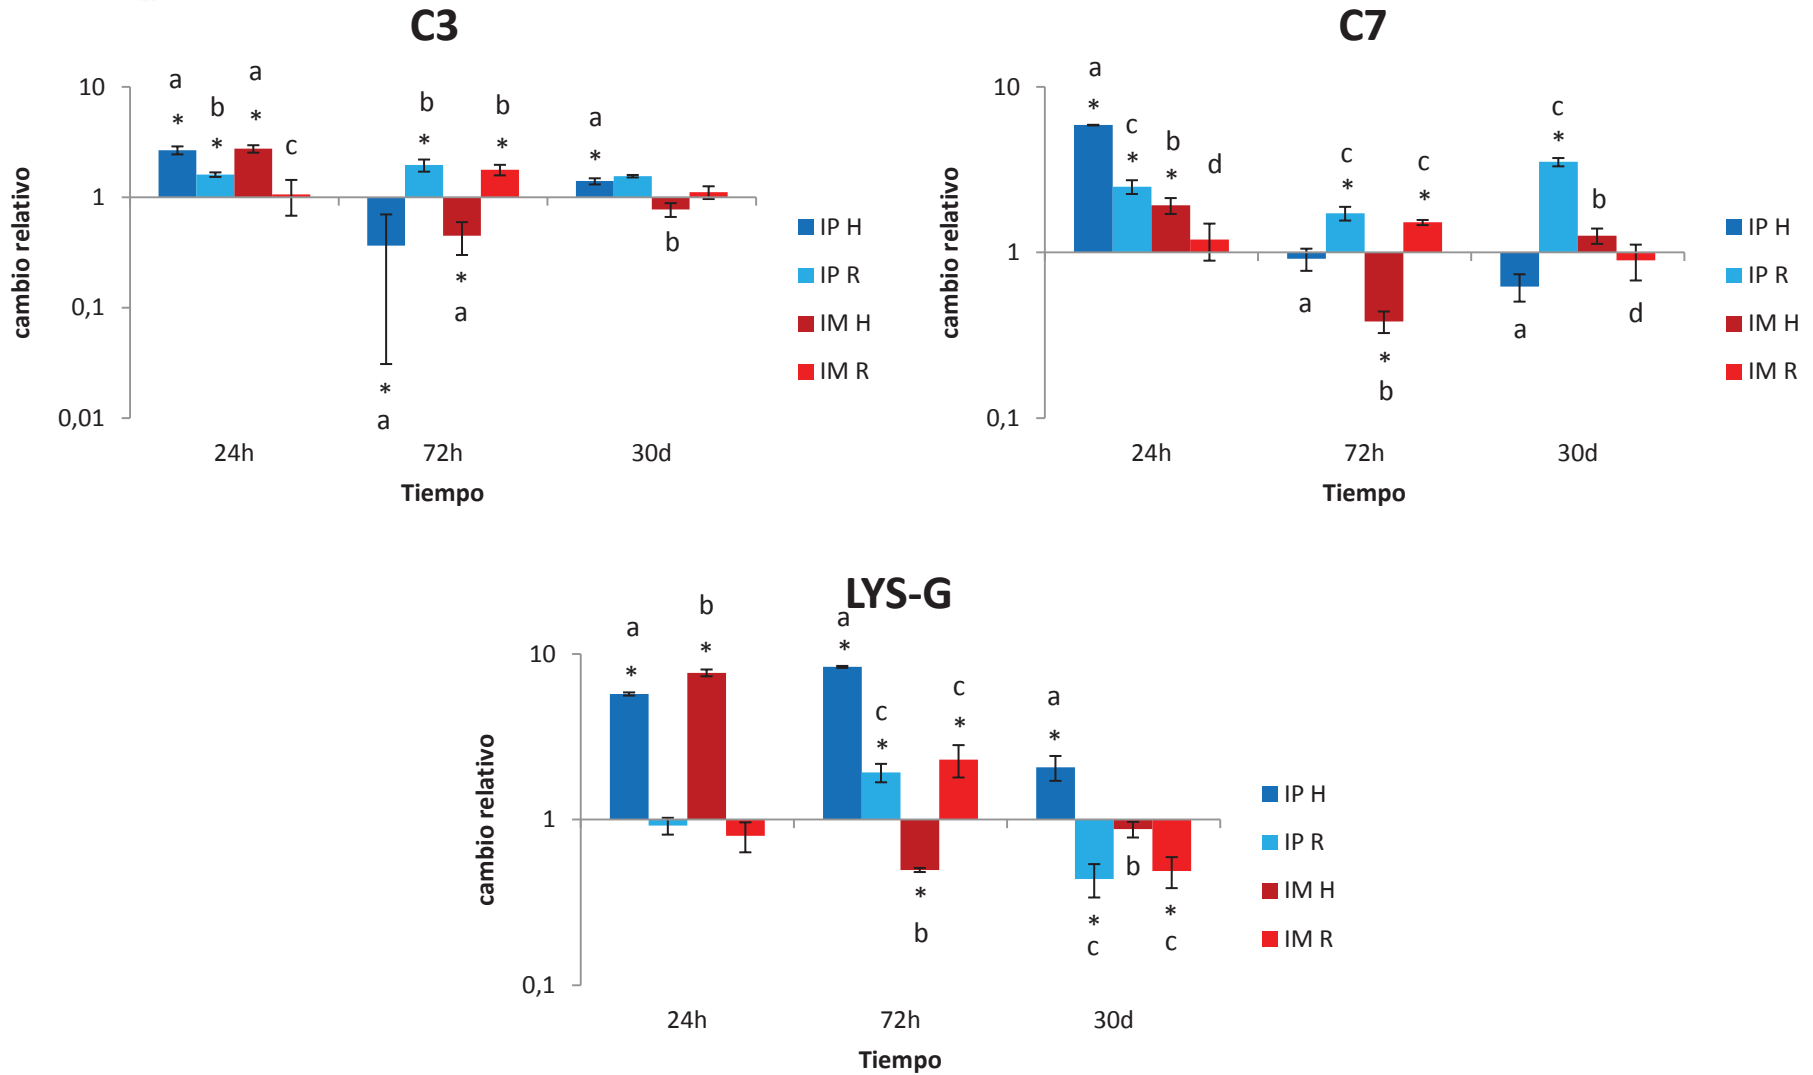 C3
a
b
a
c
b
b
a
*
*
*
*
*
*
10
1
0,1
0,01
*
a
*
a
b
cambio relativo
24h
72h
30d
Tiempo
IP H
IP R
IM H
IM R
C7
a
c
b
d
c
c
c
b
*
*
*
*
*
*
10
1
0,1
a
*
b
a
d
cambio relativo
24h
72h
30d
Tiempo
IP H
IP R
IM H
IM R
LYS-G
a
b
a
c
c
a
*
*
*
*
*
*
10
1
0,1
*
b
*
c
b
*
c
cambio relativo
24h
72h
30d
Tiempo
IP H
IP R
IM H
IM R